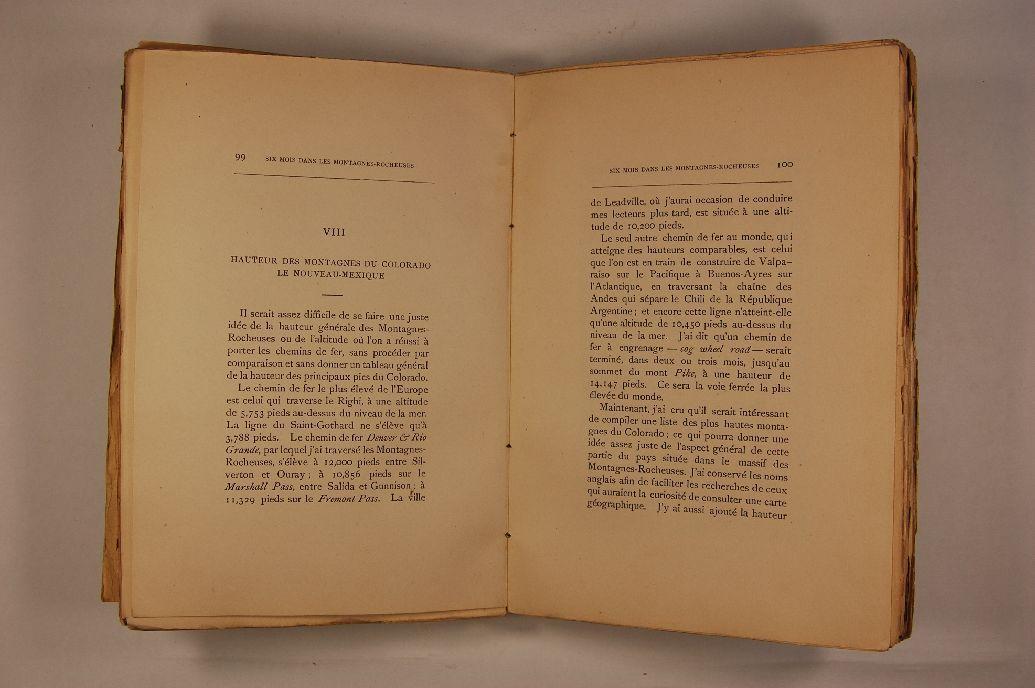 99 SIX MOIS DANS LES MONTAGNES-ROCHEUSES
VIII
HAUTEUR DES MONTAGNES DU COLORADO
LE NOUVEAU-MEXIQUE
Il serait assez difficile de se faire une juste
idée de la hauteur générale des Montagnes-
Rocheuses ou de l'altitude où l'on a réussi à
porter les chemins de fer, sans procéder par
comparaison et sans donner un tableau général
de la hauteur des principaux pics du Colorado.
Le chemin de fer le plus élevé de l'Europe
est celui qui traverse le Righi, à une altitude
de 5,753 pieds au-dessus du niveau de la mer.
La ligne du Saint-Gothard ne s'élève qu'à
3,788 pieds. Le chemin de fer Denver & Rio
Grande, par lequel j'ai traversé les Montagnes-
Rocheuses, s'élève à 12,000 pieds entre Sil-
verton et Ouray; à 10,856 pieds sur le
Marshall Pass, entre Salida et Gunnison; à
11,329 pieds sur le Fremont Pass. La ville
SIX MOIS DANS LES MONTAGNES-ROCHEUSES 100
de Leadville, où j'aurai occasion de conduire
mes lecteurs plus tard, est située à une alti-
tude de 10,200 pieds.
Le seul autre chemin de fer au monde, qui
atteigne des hauteurs comparables, est celui
que l'on est en train de construire de Valpa-
raiso sur le Pacifique à Buenos-Ayres sur
l'Atlantique, en traversant la chaîne des
Andes qui sépare le Chili de la République
Argentine; et encore cette ligne n'atteint-elle
qu'une altitude de 10,450 pieds au-dessus du
niveau de la mer. J'ai dit qu'un chemin de
fer à engrenage — cog wheel road — serait
terminé, dans deux ou trois mois, jusqu'au
sommet du mont Pike, à une hauteur de
14,147 pieds. Ce sera la voie ferrée la plus
élevée du monde.
Maintenant, j'ai cru qu'il serait intéressant
de compiler une liste des plus hautes monta-
gnes du Colorado; ce qui pourra donner une
idée assez juste de l'aspect général de cette
partie du pays située dans le massif des
Montagnes-Rocheuses. J'ai conservé les noms
anglais afin de faciliter les recherches de ceux
qui auraient la curiosité de consulter une carte
géographique. J'y ai aussi ajouté la hauteur